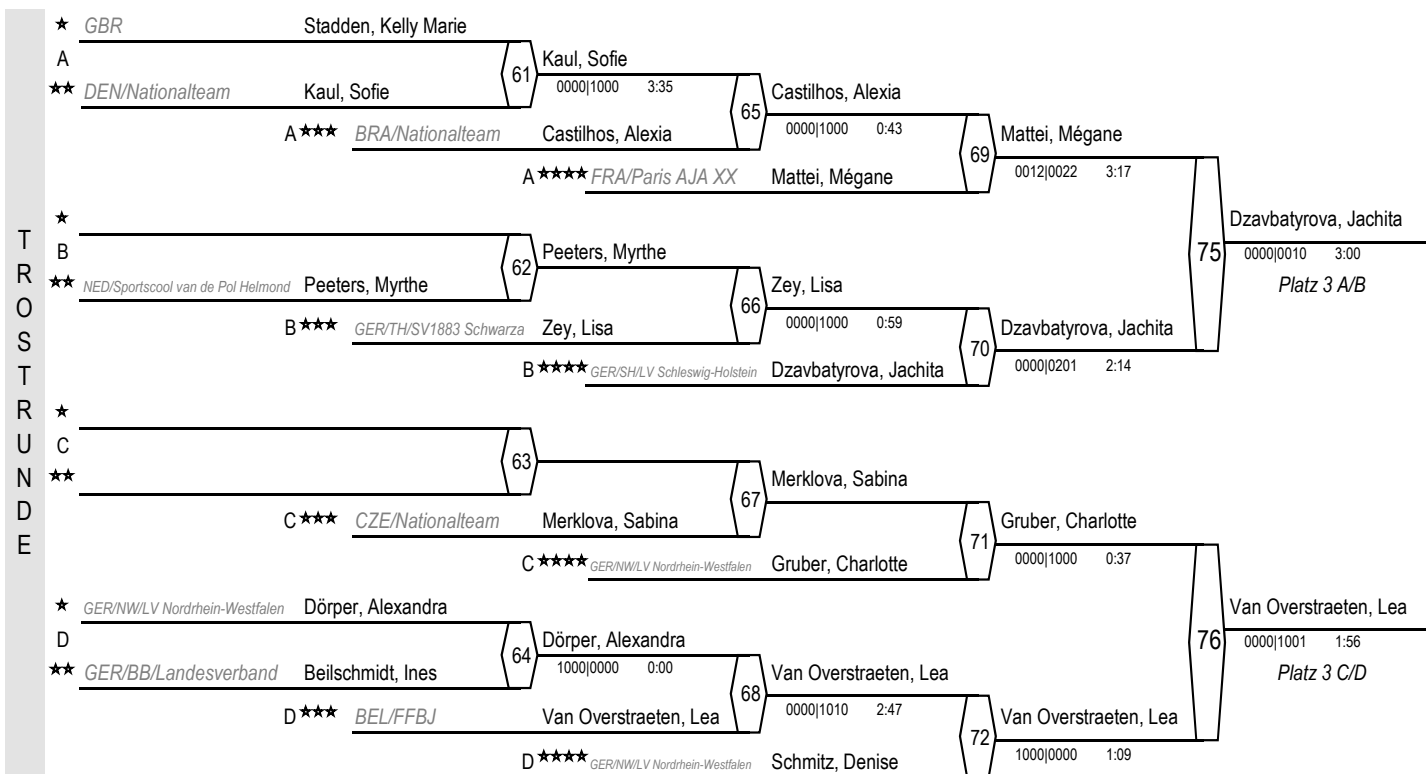 TROSTRUNDE
★ GBR Stadden, Kelly Marie
A
61 Kaul, Sofie
0000|1000 3:35
★★ DEN/Nationalteam Kaul, Sofie
65 Castilhos, Alexia
0000|1000 0:43
A ★★★ BRA/Nationalteam Castilhos, Alexia
69 Mattei, Mégane
0012|0022 3:17
A ★★★★ FRA/Paris AJA XX Mattei, Mégane
75 Dzavbatyrova, Jachita
0000|0010 3:00
Platz 3 A/B
★
B
62 Peeters, Myrthe
★★ NED/Sportscool van de Pol Helmond Peeters, Myrthe
66 Zey, Lisa
0000|1000 0:59
B ★★★ GER/TH/SV1883 Schwarza Zey, Lisa
70 Dzavbatyrova, Jachita
0000|0201 2:14
B ★★★★ GER/SH/LV Schleswig-Holstein Dzavbatyrova, Jachita
★
C
63
★★
67 Merklova, Sabina
C ★★★ CZE/Nationalteam Merklova, Sabina
71 Gruber, Charlotte
0000|1000 0:37
C ★★★★ GER/NW/LV Nordrhein-Westfalen Gruber, Charlotte
76 Van Overstraeten, Lea
0000|1001 1:56
Platz 3 C/D
★ GER/NW/LV Nordrhein-Westfalen Dörper, Alexandra
D
64 Dörper, Alexandra
1000|0000 0:00
★★ GER/BB/Landesverband Beilschmidt, Ines
68 Van Overstraeten, Lea
0000|1010 2:47
D ★★★ BEL/FFBJ Van Overstraeten, Lea
72 Van Overstraeten, Lea
1000|0000 1:09
D ★★★★ GER/NW/LV Nordrhein-Westfalen Schmitz, Denise